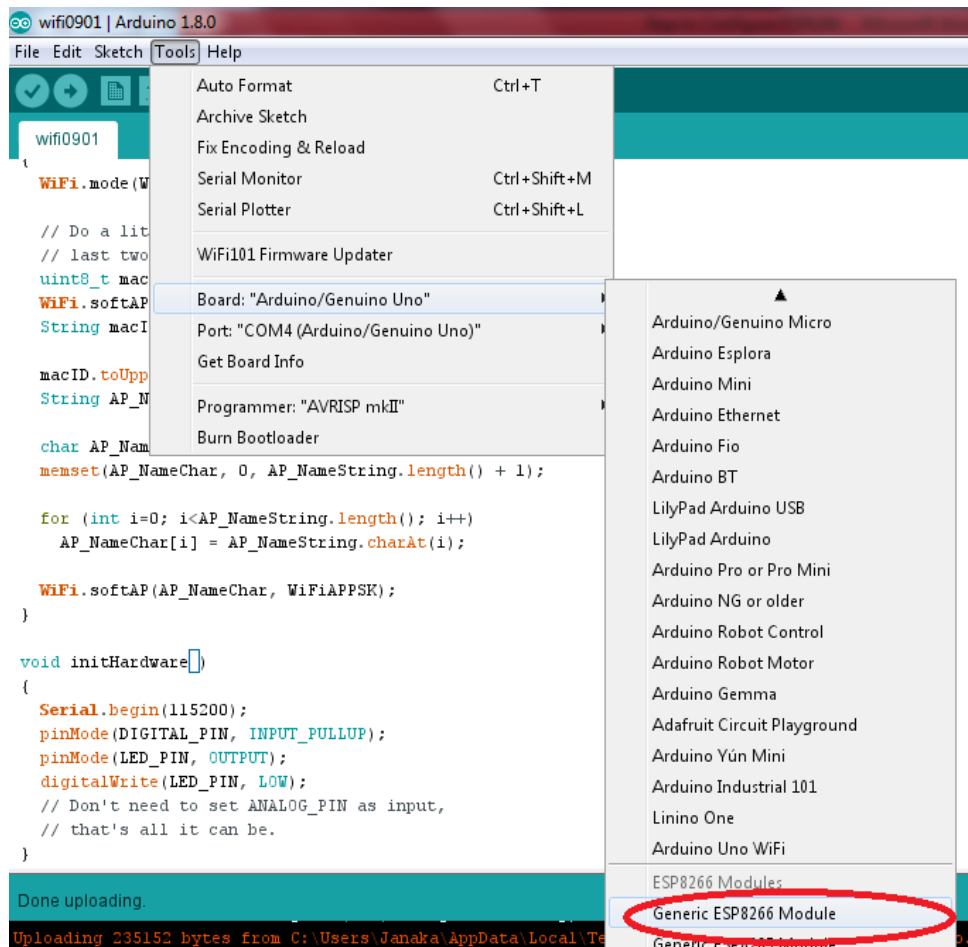 wifi0901 | Arduino 1.8.0
File Edit Sketch Tools Help
Auto Format Ctrl+T
Archive Sketch
Fix Encoding & Reload
Serial Monitor Ctrl+Shift+M
Serial Plotter Ctrl+Shift+L
WiFi101 Firmware Updater
Board: "Arduino/Genuino Uno"
Port: "COM4 (Arduino/Genuino Uno)"
Get Board Info
Programmer: "AVRISP mkII"
Burn Bootloader
Arduino/Genuino Micro
Arduino Esplora
Arduino Mini
Arduino Ethernet
Arduino Fio
Arduino BT
LilyPad Arduino USB
LilyPad Arduino
Arduino Pro or Pro Mini
Arduino NG or older
Arduino Robot Control
Arduino Robot Motor
Arduino Gemma
Adafruit Circuit Playground
Arduino Yún Mini
Arduino Industrial 101
Linino One
Arduino Uno WiFi
ESP8266 Modules
Generic ESP8266 Module
wifi0901
{
WiFi.mode(W
// Do a lit
// last two
uint8_t mac
WiFi.softAP
String macI
macID.toUpp
String AP_N
char AP_Nam
memset(AP_NameChar, 0, AP_NameString.length() + 1);
for (int i=0; i<AP_NameString.length(); i++)
AP_NameChar[i] = AP_NameString.charAt(i);
WiFi.softAP(AP_NameChar, WiFiAPPSK);
}
void initHardware()
{
Serial.begin(115200);
pinMode(DIGITAL_PIN, INPUT_PULLUP);
pinMode(LED_PIN, OUTPUT);
digitalWrite(LED_PIN, LOW);
// Don't need to set ANALOG_PIN as input,
// that's all it can be.
}
Done uploading.
Uploading 235152 bytes from C:\Users\Janaka\AppData\Local\Te